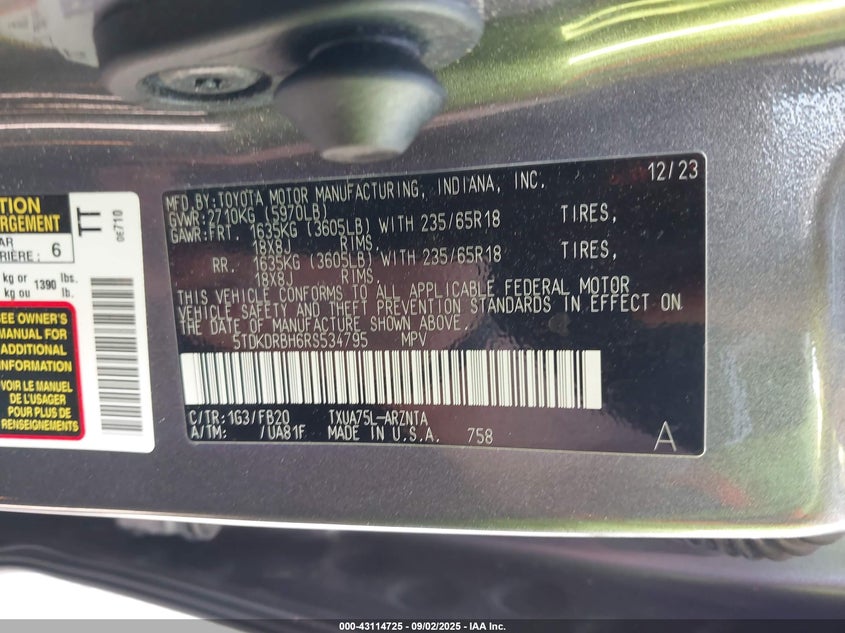 TION
RGEMENT
TT
0E710
AR
RIÈRE: 6
kg or 1390 lbs.
kg ou lb.
SEE OWNER'S
MANUAL FOR
ADDITIONAL
INFORMATION
VOIR LE MANUEL
DE L'USAGER
POUR PLUS DE
RENSEIGNEMENTS
12/23
MFD.BY:TOYOTA MOTOR MANUFACTURING, INDIANA, INC.
GVWR:2710KG (5970LB)
GAWR:FRT. 1635KG (3605LB) WITH 235/65R18 TIRES,
18X8J RIMS.
RR. 1635KG (3605LB) WITH 235/65R18 TIRES,
18X8J RIMS.
THIS VEHICLE CONFORMS TO ALL APPLICABLE FEDERAL MOTOR
VEHICLE SAFETY AND THEFT PREVENTION STANDARDS IN EFFECT ON
THE DATE OF MANUFACTURE SHOWN ABOVE.
5TDKDRBH6RS534795 MPV
C/TR:1G3/FB20 TXUA75L-ARZNTA
A/TM: /UA81F MADE IN U.S.A. 758
A
000-43114725 - 09/02/2025 - IAA Inc.